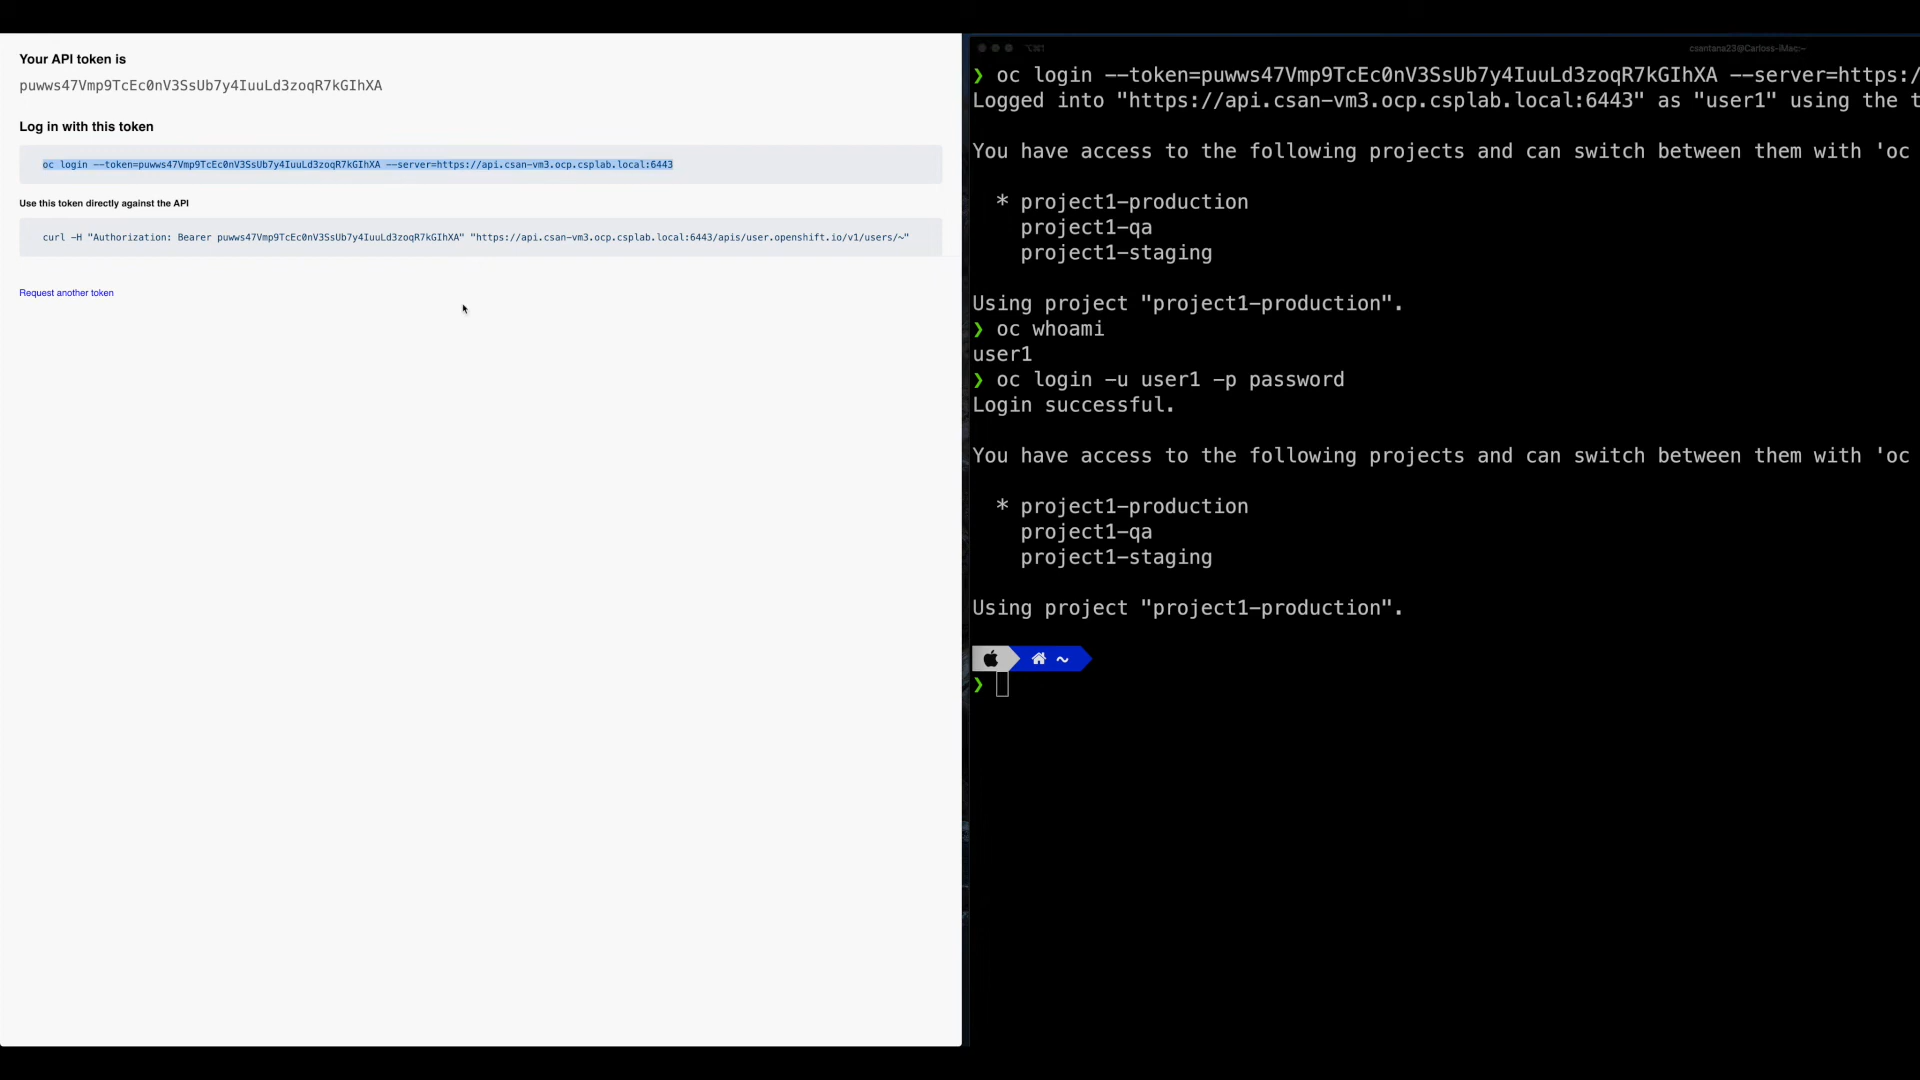 Your API token is
puwws47Vmp9TcEc0nV3SsUb7y4IuuLd3zoqR7kGIhXA
Log in with this token
oc login --token=puwws47Vmp9TcEc0nV3SsUb7y4IuuLd3zoqR7kGIhXA --server=https://api.csan-vm3.ocp.csplab.local:6443
Use this token directly against the API
curl -H "Authorization: Bearer puwws47Vmp9TcEc0nV3SsUb7y4IuuLd3zoqR7kGIhXA" "https://api.csan-vm3.ocp.csplab.local:6443/apis/user.openshift.io/v1/users/~"
Request another token
csantana23@Carloss-iMac:~
❯ oc login --token=puwws47Vmp9TcEc0nV3SsUb7y4IuuLd3zoqR7kGIhXA --server=https:/
Logged into "https://api.csan-vm3.ocp.csplab.local:6443" as "user1" using the t
You have access to the following projects and can switch between them with 'oc
* project1-production
project1-qa
project1-staging
Using project "project1-production".
❯ oc whoami
user1
❯ oc login -u user1 -p password
Login successful.
You have access to the following projects and can switch between them with 'oc
* project1-production
project1-qa
project1-staging
Using project "project1-production".
~
❯